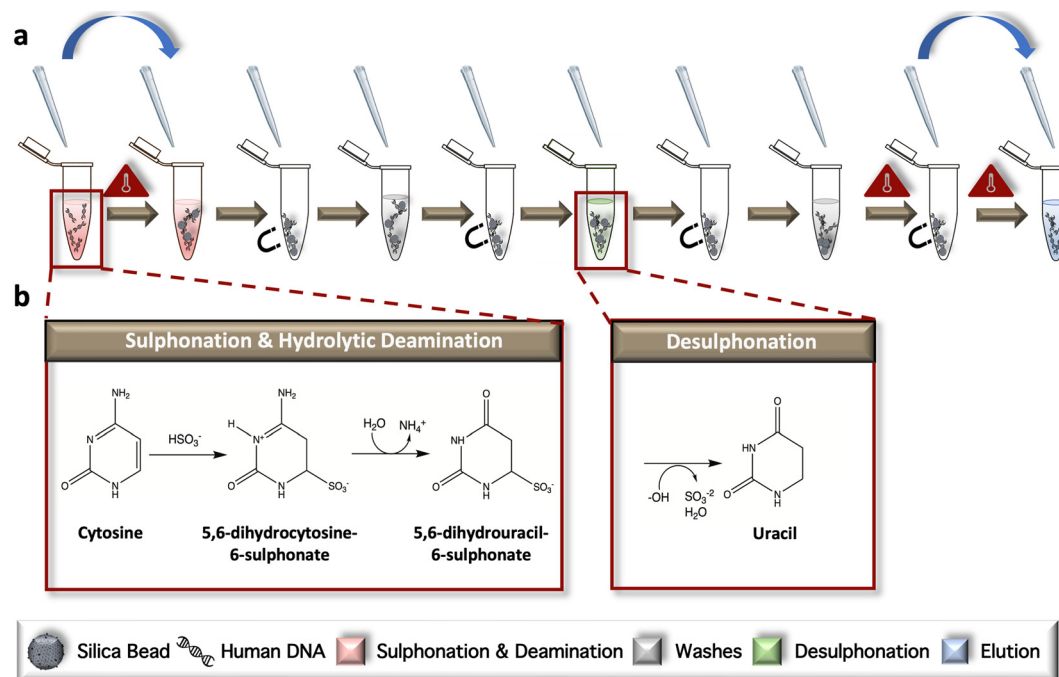 a
b
Sulphonation & Hydrolytic Deamination
Desulphonation
NH₂
N
O
N
H
HSO₃⁻
NH₂
H
N⁺
O
NH
SO₃⁻
H₂O
NH₄⁺
O
NH
O
NH
SO₃⁻
-OH
SO₃⁻²
H₂O
O
HN
O
N
H
Cytosine
5,6-dihydrocytosine-
6-sulphonate
5,6-dihydrouracil-
6-sulphonate
Uracil
Silica Bead
Human DNA
Sulphonation & Deamination
Washes
Desulphonation
Elution